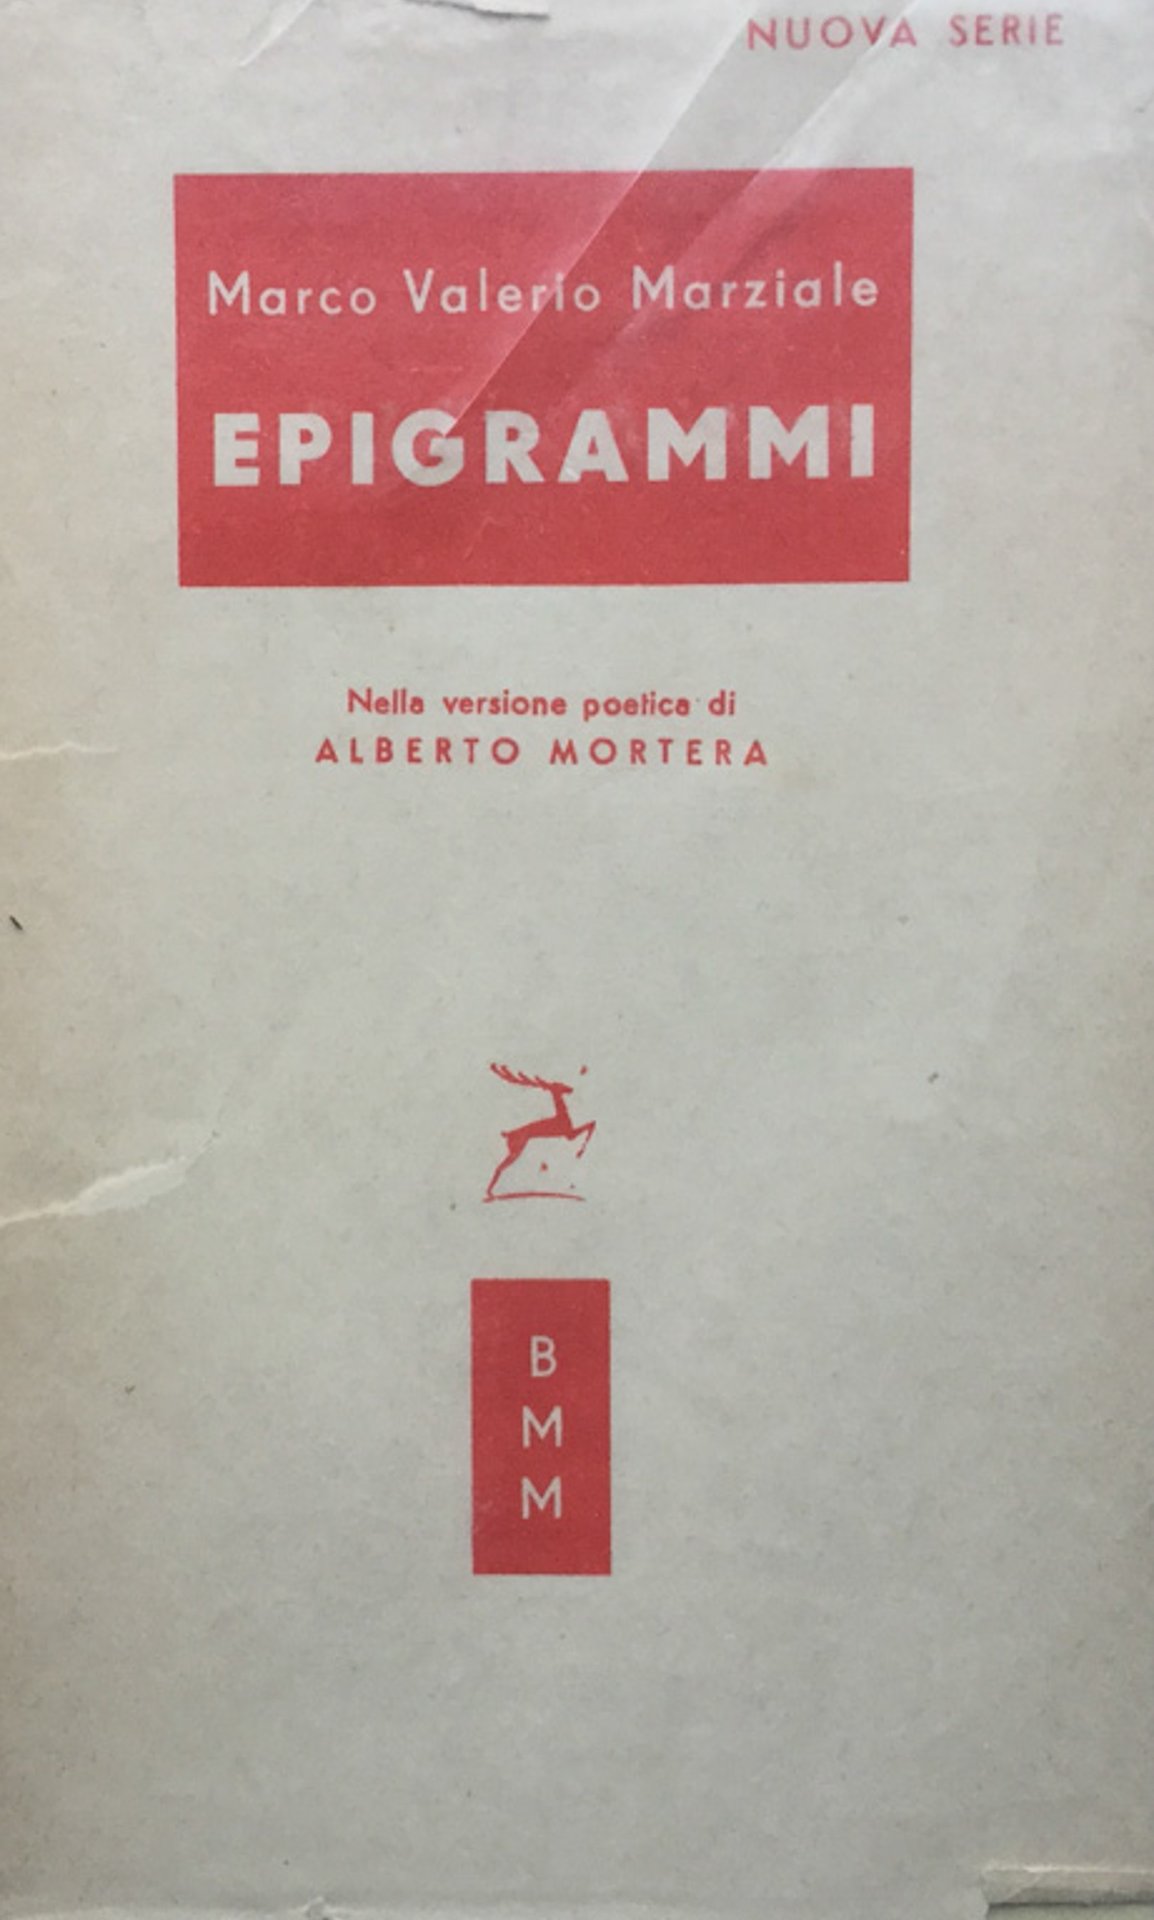 NUOVA SERIE
Marco Valerio Marziale
EPIGRAMMI
Nella versione poetica di
ALBERTO MORTERA
B
M
M